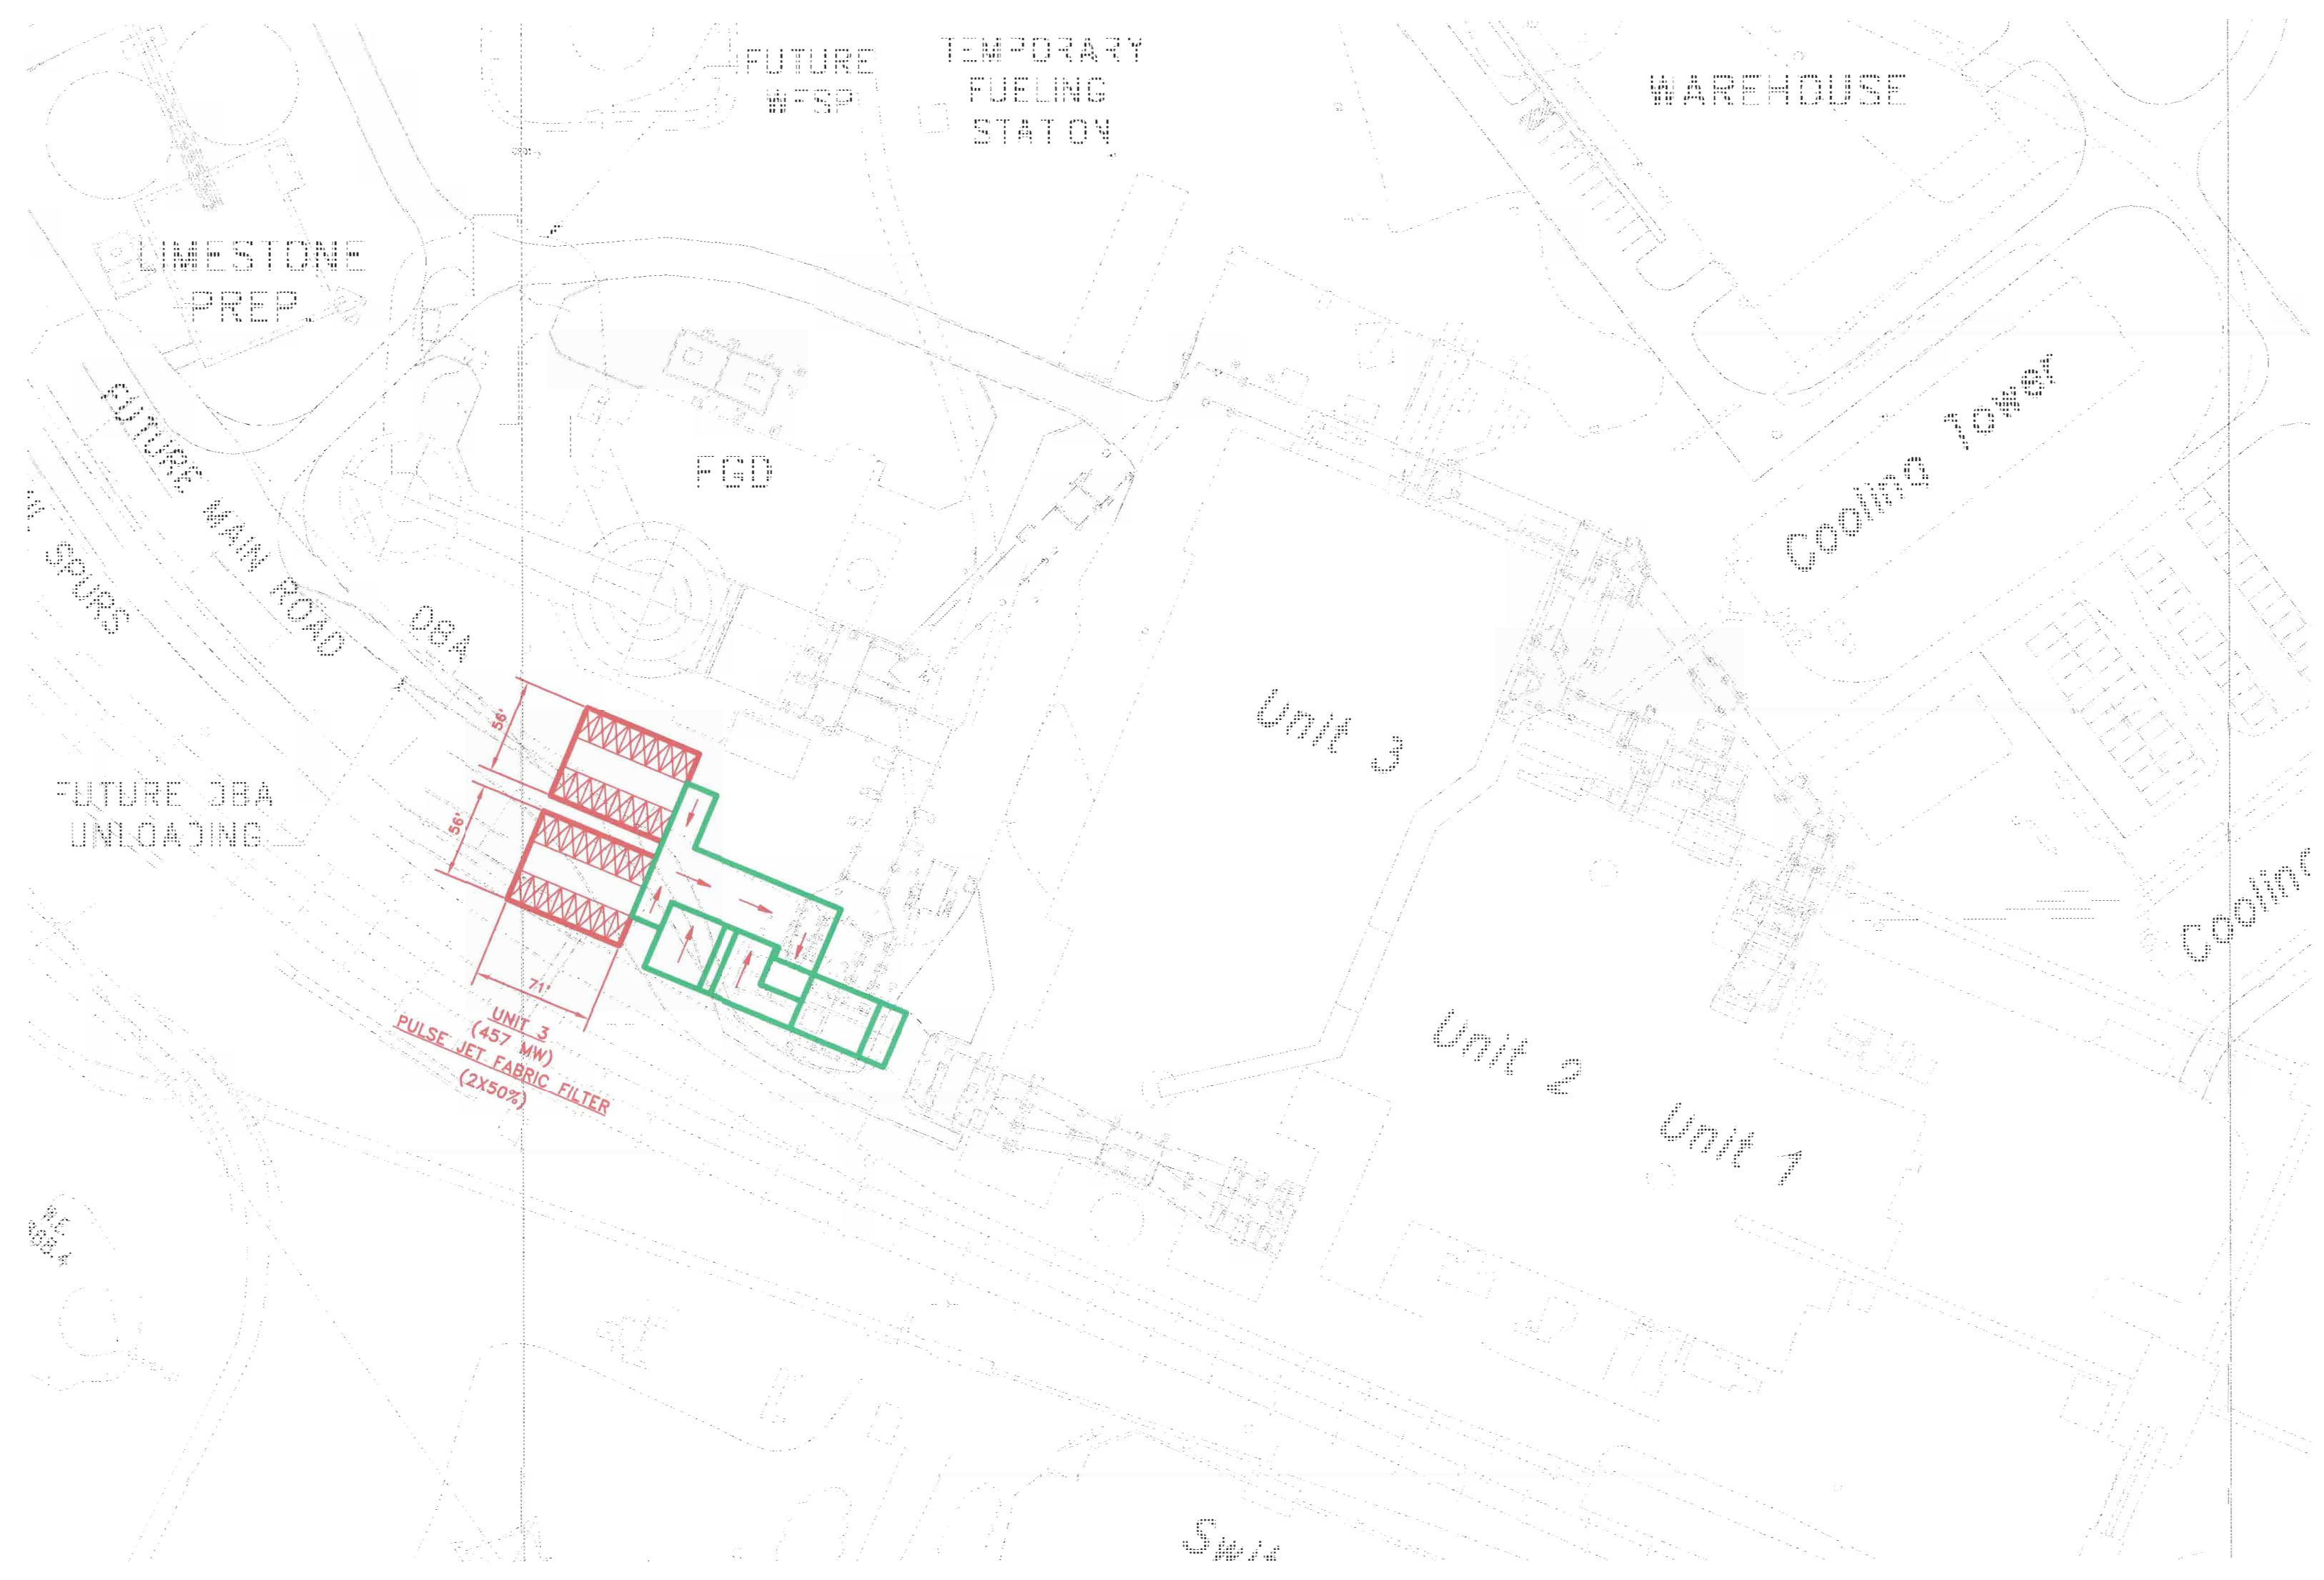 FUTURE
WFSP
TEMPORARY
FUELING
STATION
WAREHOUSE
LIMESTONE
PREP.
Cooling Tower
FUTURE MAIN ROAD
FGD
SPURS
DBA
Unit 3
FUTURE DBA
UNLOADING
56'
56'
71'
UNIT 3
(457 MW)
PULSE JET FABRIC FILTER
(2X50%)
Cooling
Unit 2
Unit 1